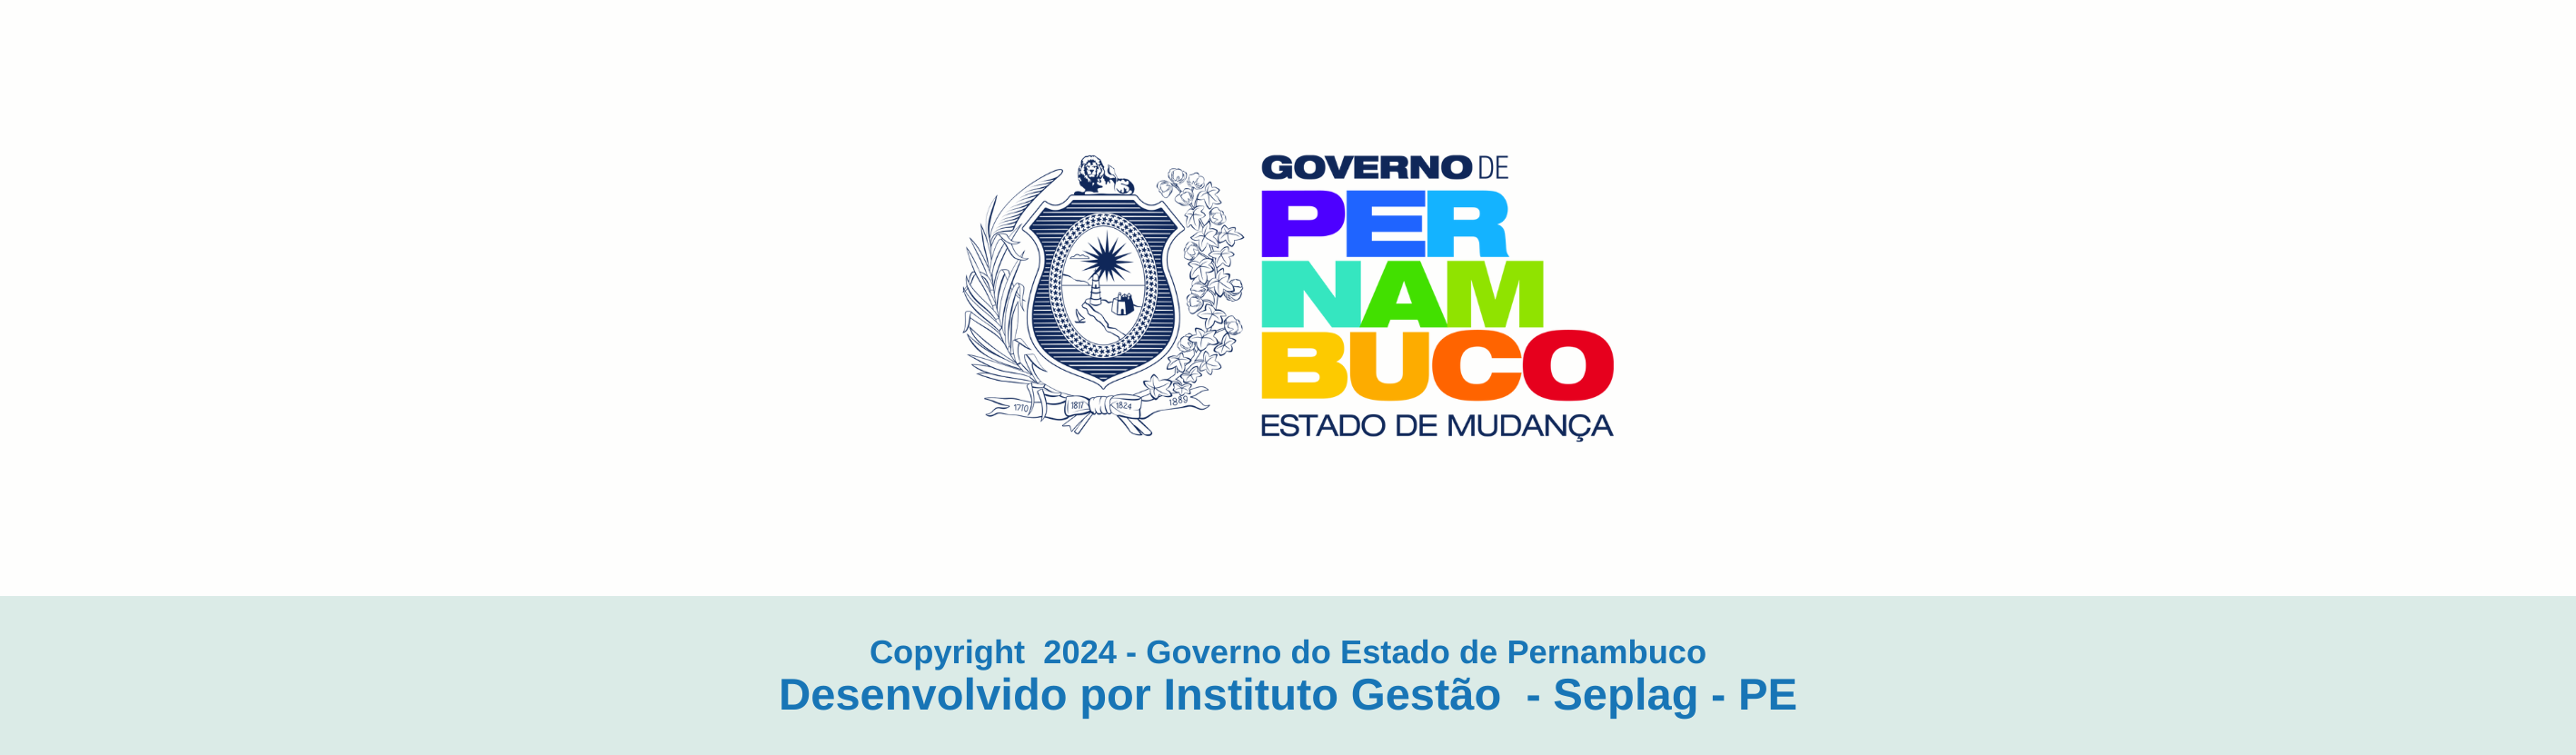 GOVERNO DE
PER
NAM
BUCO
ESTADO DE MUDANÇA
1710 1817 1824 1889
Copyright  2024 - Governo do Estado de Pernambuco
Desenvolvido por Instituto Gestão  - Seplag - PE